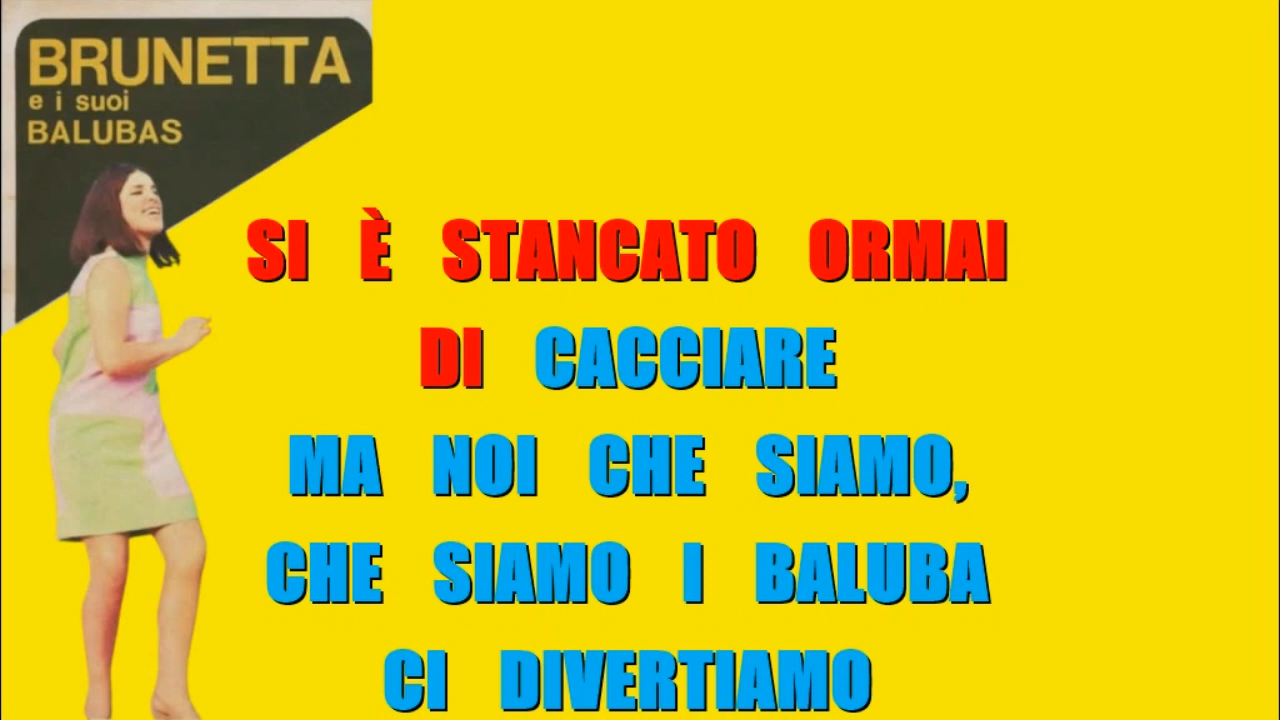 BRUNETTA
e i suoi
BALUBAS
SI È STANCATO ORMAI
DI CACCIARE
MA NOI CHE SIAMO,
CHE SIAMO I BALUBA
CI DIVERTIAMO